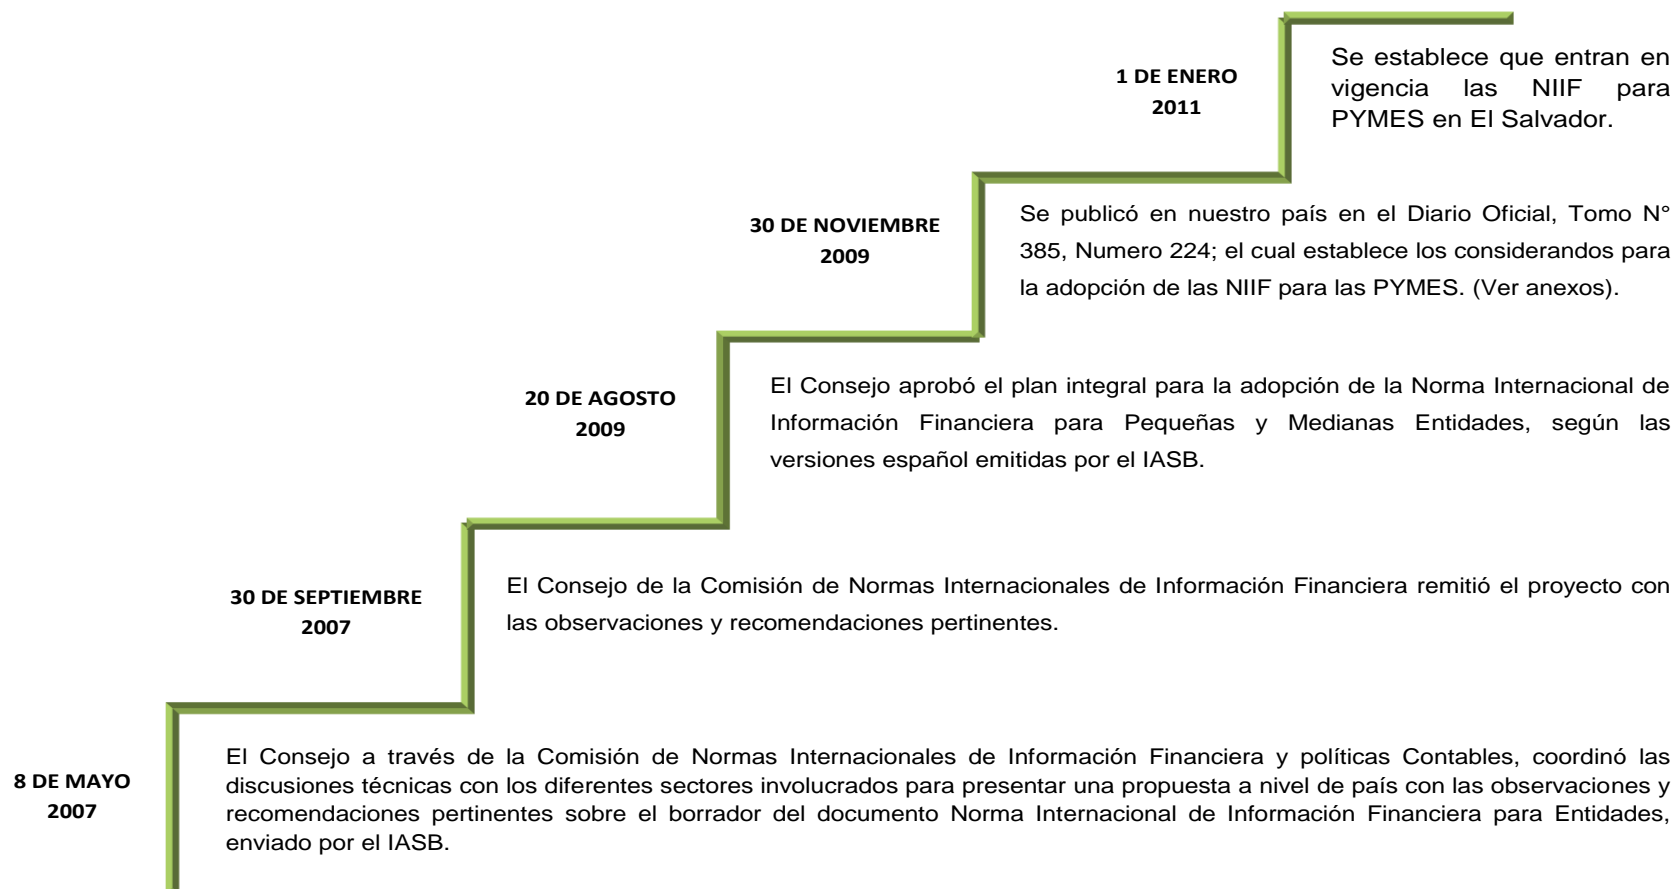 1 DE ENERO
2011
Se establece que entran en
vigencia las NIIF para
PYMES en El Salvador.
30 DE NOVIEMBRE
2009
Se publicó en nuestro país en el Diario Oficial, Tomo N°
385, Numero 224; el cual establece los considerandos para
la adopción de las NIIF para las PYMES. (Ver anexos).
20 DE AGOSTO
2009
El Consejo aprobó el plan integral para la adopción de la Norma Internacional de
Información Financiera para Pequeñas y Medianas Entidades, según las
versiones español emitidas por el IASB.
30 DE SEPTIEMBRE
2007
El Consejo de la Comisión de Normas Internacionales de Información Financiera remitió el proyecto con
las observaciones y recomendaciones pertinentes.
8 DE MAYO
2007
El Consejo a través de la Comisión de Normas Internacionales de Información Financiera y políticas Contables, coordinó las
discusiones técnicas con los diferentes sectores involucrados para presentar una propuesta a nivel de país con las observaciones y
recomendaciones pertinentes sobre el borrador del documento Norma Internacional de Información Financiera para Entidades,
enviado por el IASB.